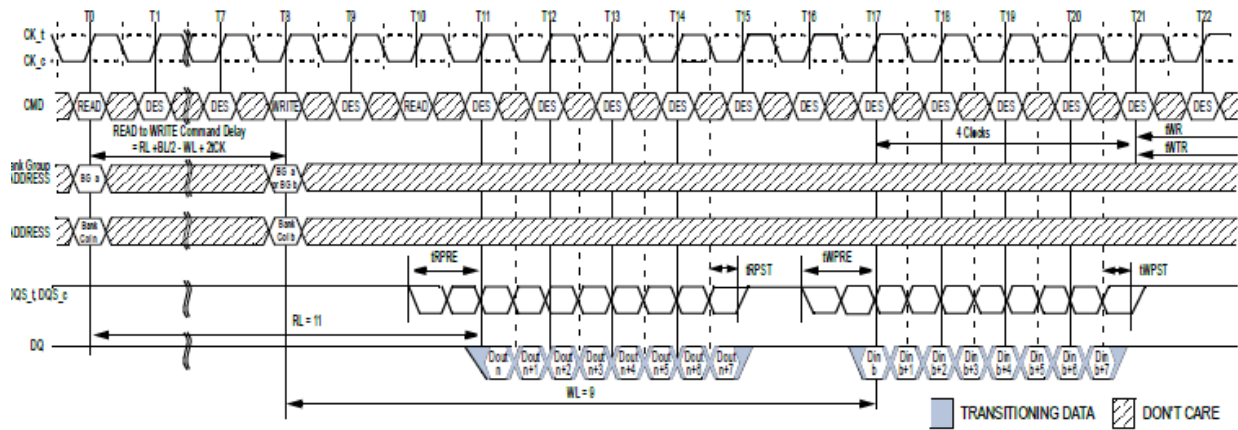 T0 T1 T7 T8 T9 T10 T11 T12 T13 T14 T15 T16 T17 T18 T19 T20 T21 T22
CK_t
CK_c
CMD READ DES DES WRITE DES READ DES DES DES DES DES DES DES DES DES DES DES DES
READ to WRITE Command Delay
= RL +BL/2 - WL + 2tCK
4 Clocks
tWR
tWTR
ank Group
ADDRESS
BG a
BG a
or BG b
ADDRESS
Bank
Col n
Bank
Col b
tRPRE
tRPST
tWPRE
tWPST
DQS_t DQS_c
RL = 11
DQ
Dout Dout Dout Dout Dout Dout Dout Dout
n n+1 n+2 n+3 n+4 n+5 n+6 n+7
Din Din Din Din Din Din Din Din
b b+1 b+2 b+3 b+4 b+5 b+6 b+7
WL = 9
TRANSITIONING DATA
DON'T CARE